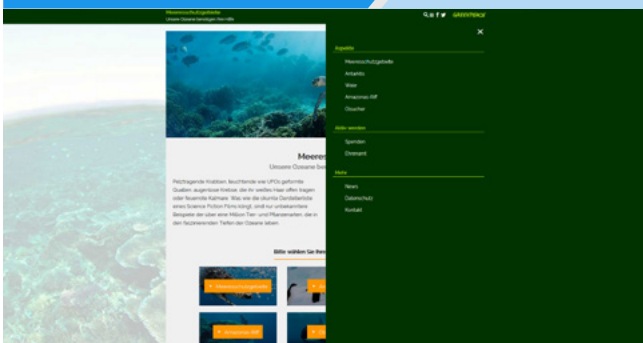 Meeresschutzgebiete
Unsere Ozeane benötigen Ihre Hilfe
GREENPEACE
Aspekte
Meeresschutzgebiete
Antarktis
Wale
Amazonas-Riff
Ölsucher
Aktiv werden
Spenden
Ehrenamt
Mehr
News
Datenschutz
Kontakt
Meeres
Unsere Ozeane be
Pelztragende Krabben, leuchtende wie UFOs geformte
Quallen, augenlose Krebse, die ihr weißes Haar offen tragen
oder feuerrote Kalmare. Was wie die skurrile Darstellerliste
eines Science Fiction Films klingt, sind nur unbekanntere
Beispiele der über eine Million Tier- und Pflanzenarten, die in
den faszinierenden Tiefen der Ozeane leben.
Bitte wählen Sie Ihre
Meeresschutzgebiete
Amazonas-Riff